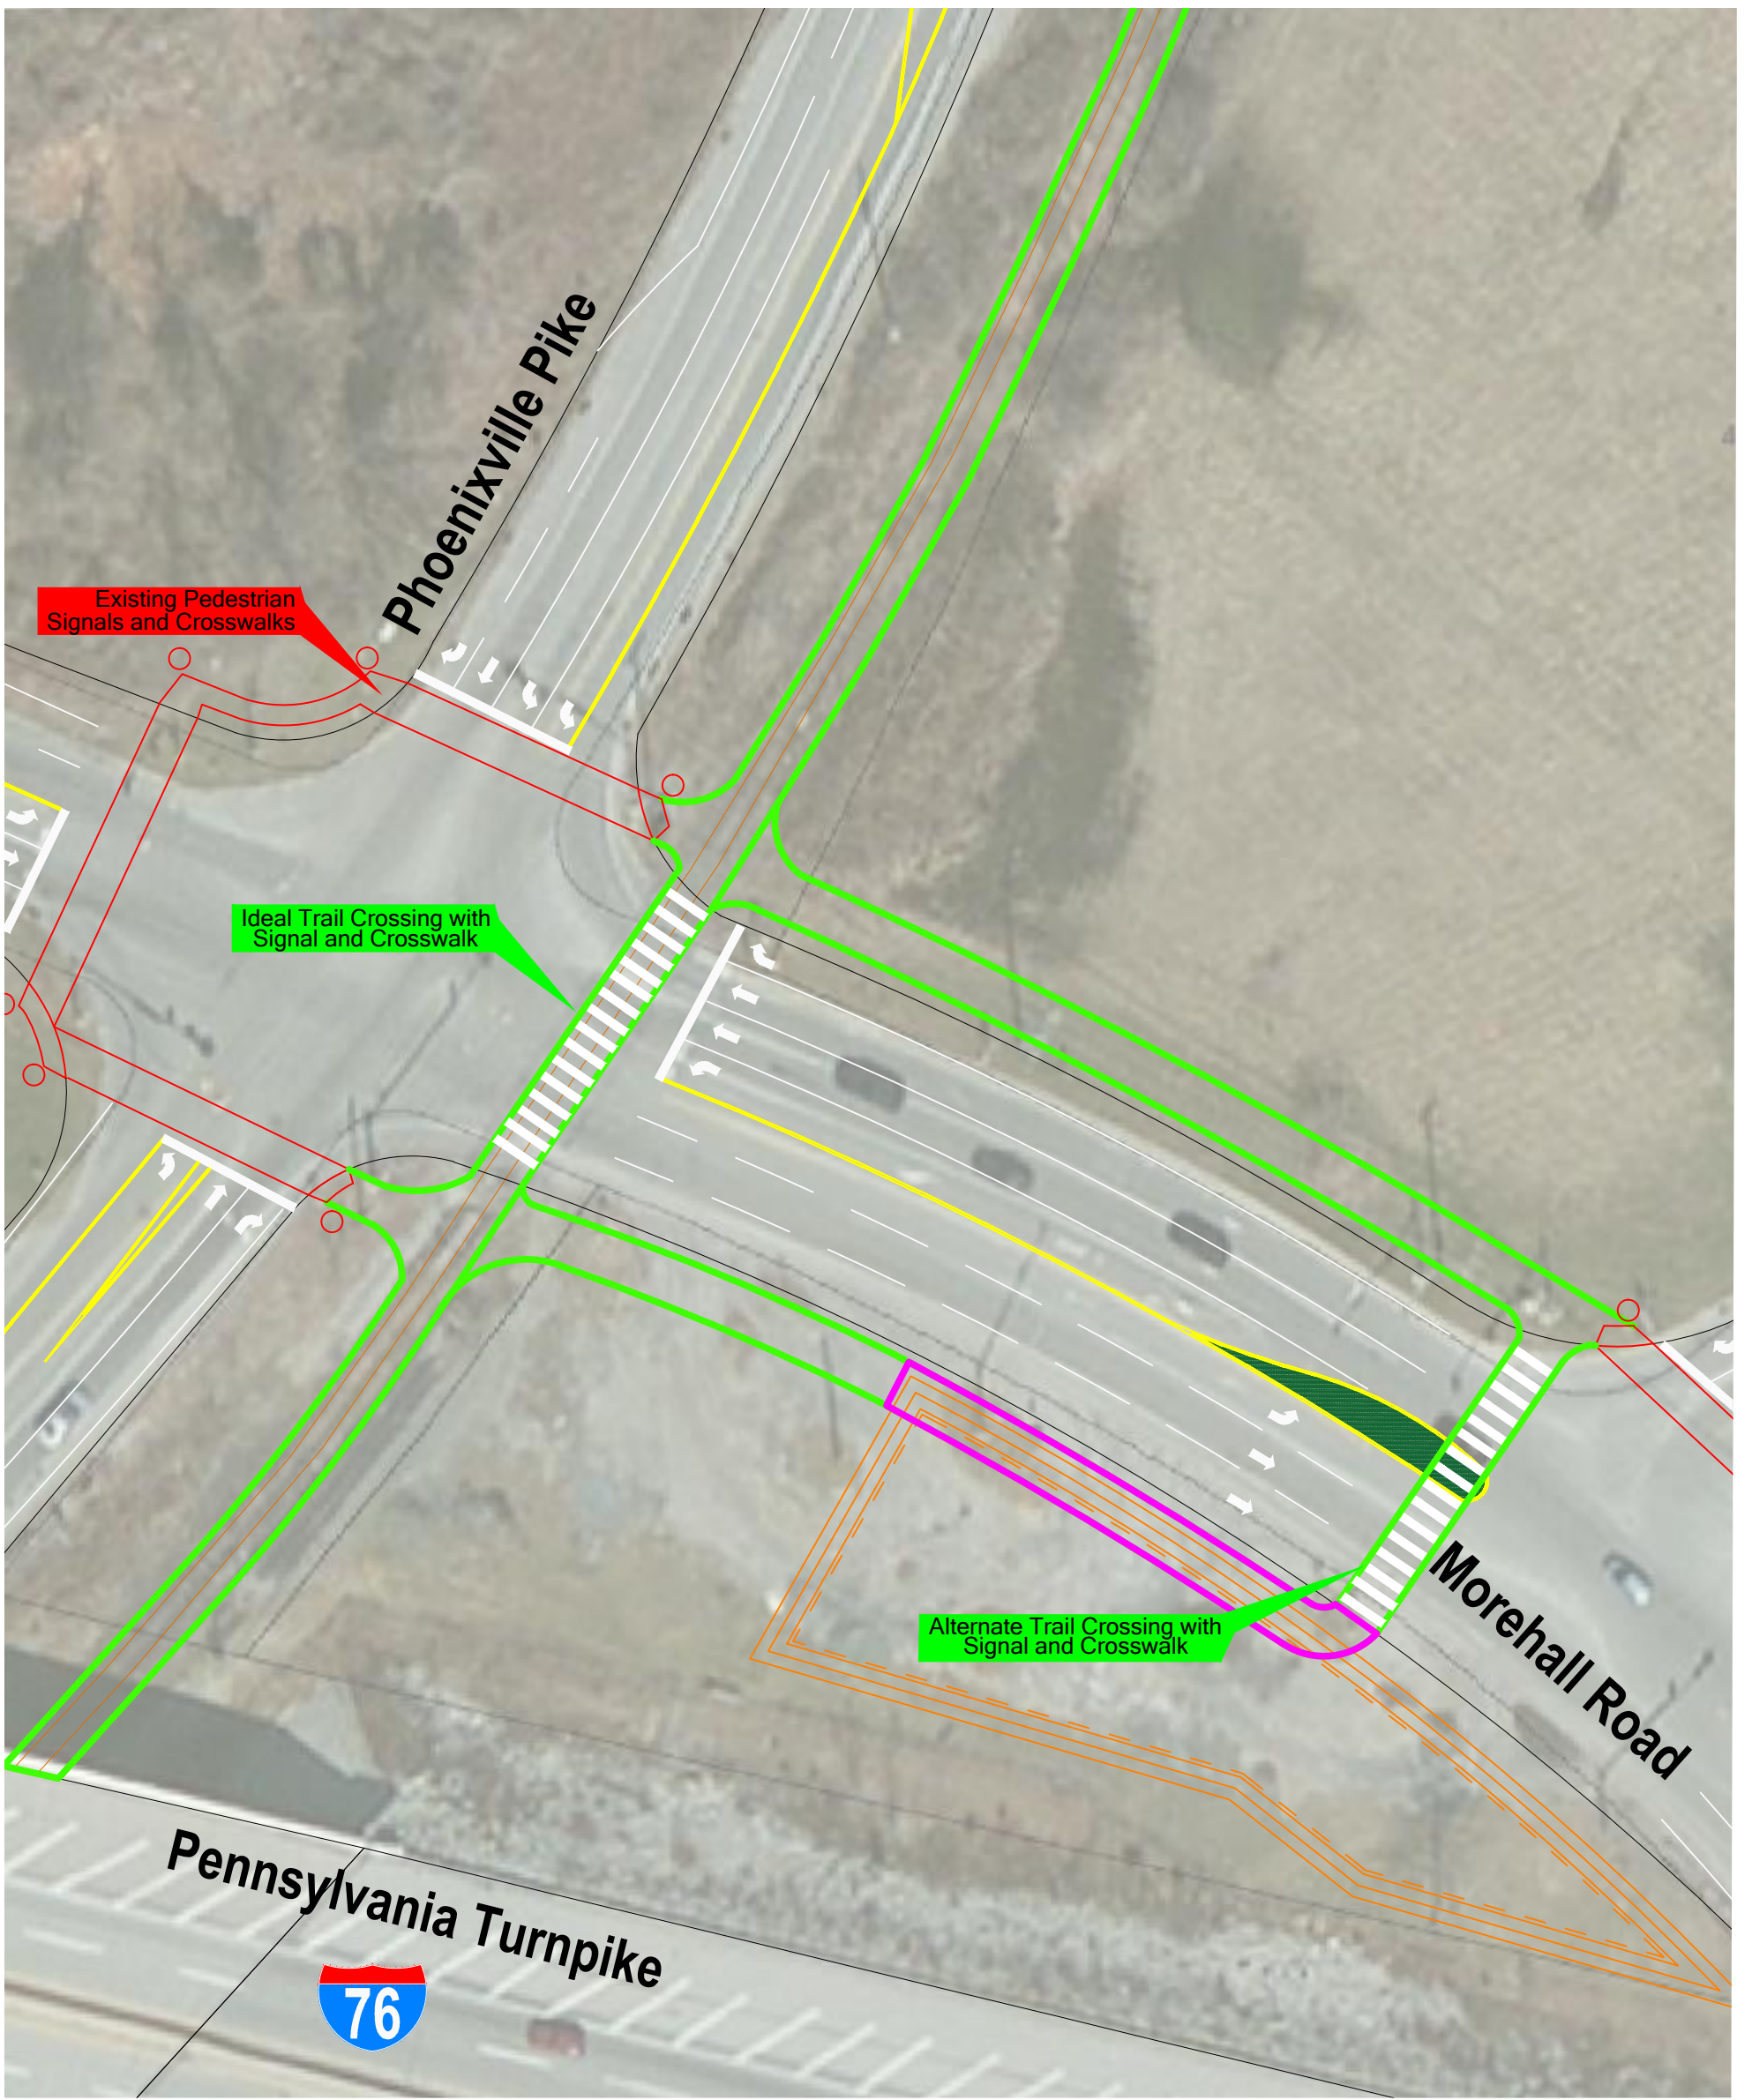 Phoenixville Pike
Existing Pedestrian
Signals and Crosswalks
Ideal Trail Crossing with
Signal and Crosswalk
Alternate Trail Crossing with
Signal and Crosswalk
Morehall Road
Pennsylvania Turnpike
76